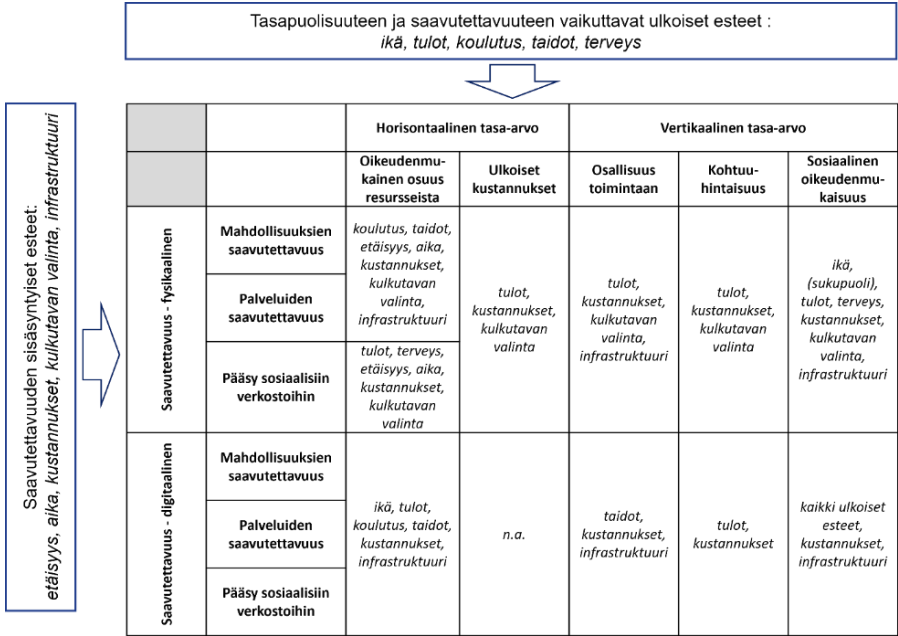 Tasapuolisuuteen ja saavutettavuuteen vaikuttavat ulkoiset esteet :
ikä, tulot, koulutus, taidot, terveys
Saavutettavuuden sisäsyntyiset esteet:
etäisyys, aika, kustannukset, kulkutavan valinta, infrastruktuuri
Horisontaalinen tasa-arvo
Vertikaalinen tasa-arvo
Oikeudenmu-
kainen osuus
resursseista
Ulkoiset
kustannukset
Osallisuus
toimintaan
Kohtuu-
hintaisuus
Sosiaalinen
oikeudenmu-
kaisuus
Saavutettavuus - fysikaalinen
Mahdollisuuksien
saavutettavuus
Palveluiden
saavutettavuus
Pääsy sosiaalisiin
verkostoihin
koulutus, taidot,
etäisyys, aika,
kustannukset,
kulkutavan
valinta,
infrastruktuuri
tulot, terveys,
etäisyys, aika,
kustannukset,
kulkutavan
valinta
tulot,
kustannukset,
kulkutavan
valinta
tulot,
kustannukset,
kulkutavan
valinta,
infrastruktuuri
tulot,
kustannukset,
kulkutavan
valinta
ikä,
(sukupuoli),
tulot, terveys,
kustannukset,
kulkutavan
valinta,
infrastruktuuri
Saavutettavuus - digitaalinen
Mahdollisuuksien
saavutettavuus
Palveluiden
saavutettavuus
Pääsy sosiaalisiin
verkostoihin
ikä, tulot,
koulutus, taidot,
kustannukset,
infrastruktuuri
n.a.
taidot,
kustannukset,
infrastruktuuri
tulot,
kustannukset
kaikki ulkoiset
esteet,
kustannukset,
infrastruktuuri